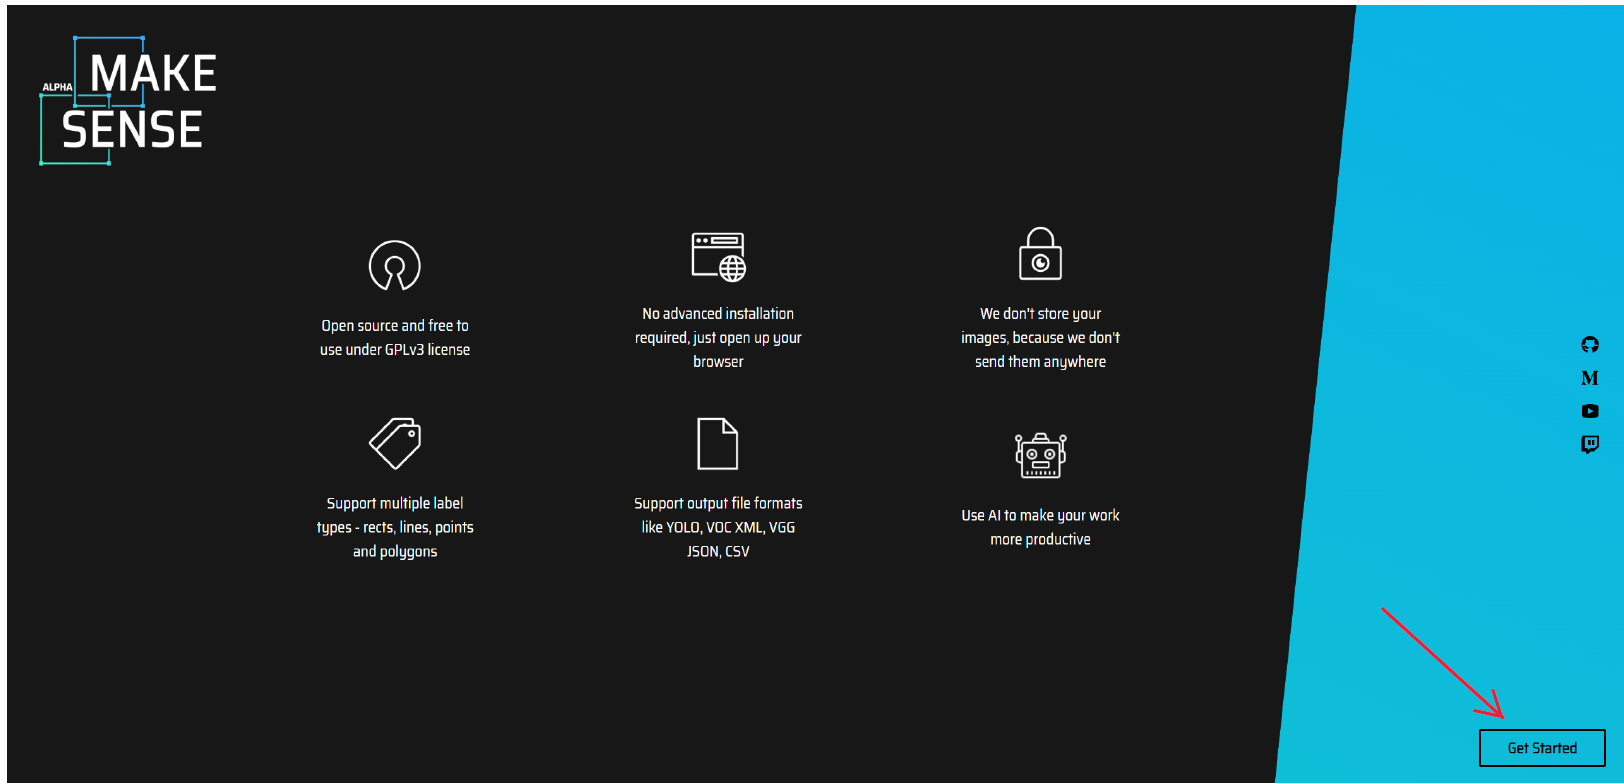 MAKE
ALPHA
SENSE
Open source and free to
use under GPLv3 license
No advanced installation
required, just open up your
browser
We don't store your
images, because we don't
send them anywhere
Support multiple label
types - rects, lines, points
and polygons
Support output file formats
like YOLO, VOC XML, VGG
JSON, CSV
Use AI to make your work
more productive
M
Get Started